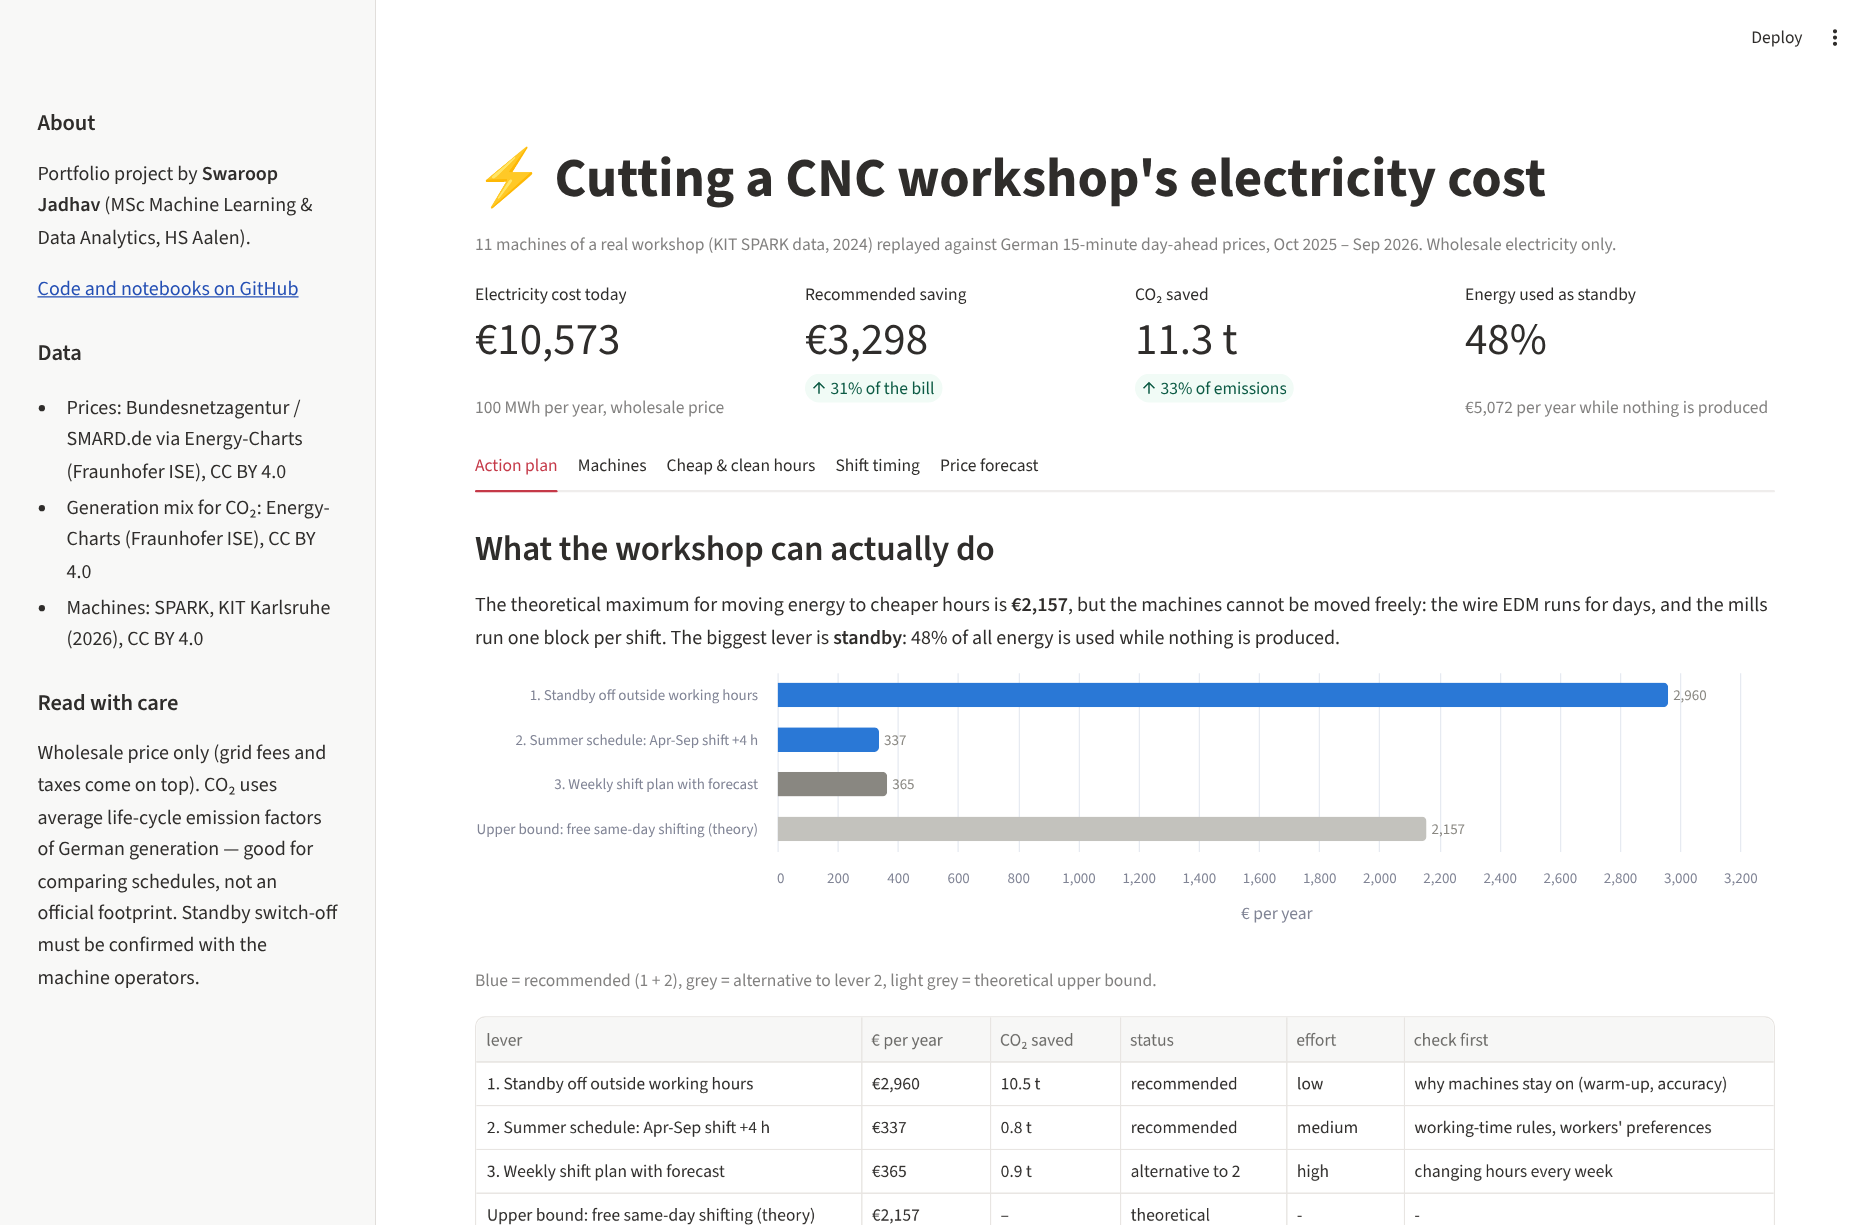 Deploy
About
Portfolio project by Swaroop
Jadhav (MSc Machine Learning &
Data Analytics, HS Aalen).
Code and notebooks on GitHub
Data
Prices: Bundesnetzagentur /
SMARD.de via Energy-Charts
(Fraunhofer ISE), CC BY 4.0
Generation mix for CO₂: Energy-
Charts (Fraunhofer ISE), CC BY
4.0
Machines: SPARK, KIT Karlsruhe
(2026), CC BY 4.0
Read with care
Wholesale price only (grid fees and
taxes come on top). CO₂ uses
average life-cycle emission factors
of German generation — good for
comparing schedules, not an
official footprint. Standby switch-off
must be confirmed with the
machine operators.
⚡ Cutting a CNC workshop's electricity cost
11 machines of a real workshop (KIT SPARK data, 2024) replayed against German 15-minute day-ahead prices, Oct 2025 – Sep 2026. Wholesale electricity only.
Electricity cost today
€10,573
100 MWh per year, wholesale price
Recommended saving
€3,298
↑ 31% of the bill
CO₂ saved
11.3 t
↑ 33% of emissions
Energy used as standby
48%
€5,072 per year while nothing is produced
Action plan Machines Cheap & clean hours Shift timing Price forecast
What the workshop can actually do
The theoretical maximum for moving energy to cheaper hours is €2,157, but the machines cannot be moved freely: the wire EDM runs for days, and the mills
run one block per shift. The biggest lever is standby: 48% of all energy is used while nothing is produced.
1. Standby off outside working hours 2,960
2. Summer schedule: Apr-Sep shift +4 h 337
3. Weekly shift plan with forecast 365
Upper bound: free same-day shifting (theory) 2,157
0 200 400 600 800 1,000 1,200 1,400 1,600 1,800 2,000 2,200 2,400 2,600 2,800 3,000 3,200
€ per year
Blue = recommended (1 + 2), grey = alternative to lever 2, light grey = theoretical upper bound.
lever € per year CO₂ saved status effort check first
1. Standby off outside working hours €2,960 10.5 t recommended low why machines stay on (warm-up, accuracy)
2. Summer schedule: Apr-Sep shift +4 h €337 0.8 t recommended medium working-time rules, workers' preferences
3. Weekly shift plan with forecast €365 0.9 t alternative to 2 high changing hours every week
Upper bound: free same-day shifting (theory) €2,157 – theoretical - -